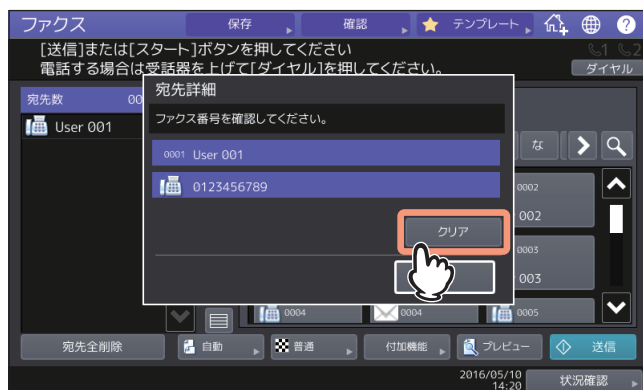 ファクス
保存
確認
テンプレート
?
[送信]または[スタート]ボタンを押してください
電話する場合は受話器を上げて[ダイヤル]を押してください。
1 2
ダイヤル
宛先数 00
User 001
宛先詳細
ファクス番号を確認してください。
0001 User 001
0123456789
クリア
な
0002
002
0003
003
0004
0004
0005
宛先全削除
自動
普通
付加機能
プレビュー
送信
2016/05/10
14:20
状況確認